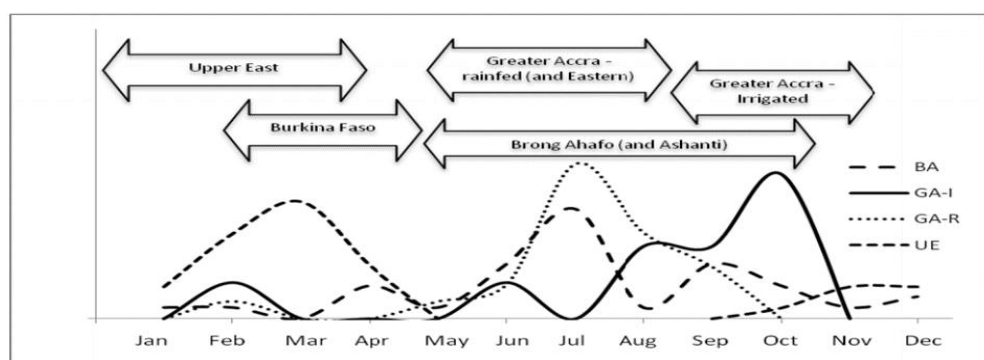 Upper East
Greater Accra –
rainfed (and Eastern)
Greater Accra –
Irrigated
Burkina Faso
Brong Ahafo (and Ashanti)
BA
GA-I
GA-R
UE
Jan Feb Mar Apr May Jun Jul Aug Sep Oct Nov Dec